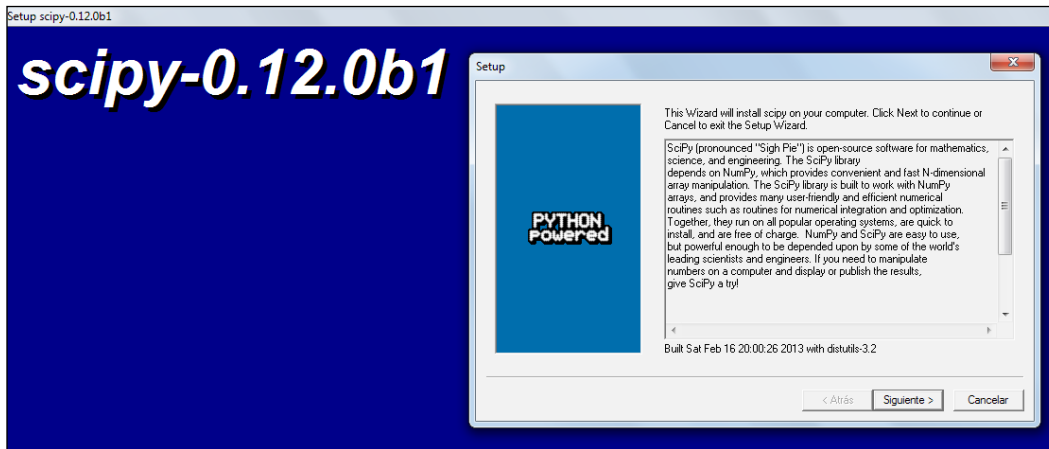 Setup scipy-0.12.0b1
scipy-0.12.0b1
Setup
This Wizard will install scipy on your computer. Click Next to continue or
Cancel to exit the Setup Wizard.
SciPy (pronounced "Sigh Pie") is open-source software for mathematics,
science, and engineering. The SciPy library
depends on NumPy, which provides convenient and fast N-dimensional
array manipulation. The SciPy library is built to work with NumPy
arrays, and provides many user-friendly and efficient numerical
routines such as routines for numerical integration and optimization.
Together, they run on all popular operating systems, are quick to
install, and are free of charge.  NumPy and SciPy are easy to use,
but powerful enough to be depended upon by some of the world's
leading scientists and engineers. If you need to manipulate
numbers on a computer and display or publish the results,
give SciPy a try!
PYTHON
Powered
Built Sat Feb 16 20:00:26 2013 with distutils-3.2
< Atrás
Siguiente >
Cancelar